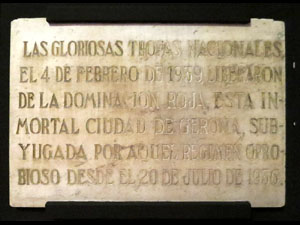 LAS GLORIOSAS TROPAS NACIONALES,
EL 4 DE FEBRERO DE 1939, LIBERARON
DE LA DOMINACION ROJA, ESTA IN-
MORTAL CIUDAD DE GERONA, SUB-
YUGADA POR AQUEL REGIMEN OPRO-
BIOSO DESDE EL 20 DE JULIO DE 1936.